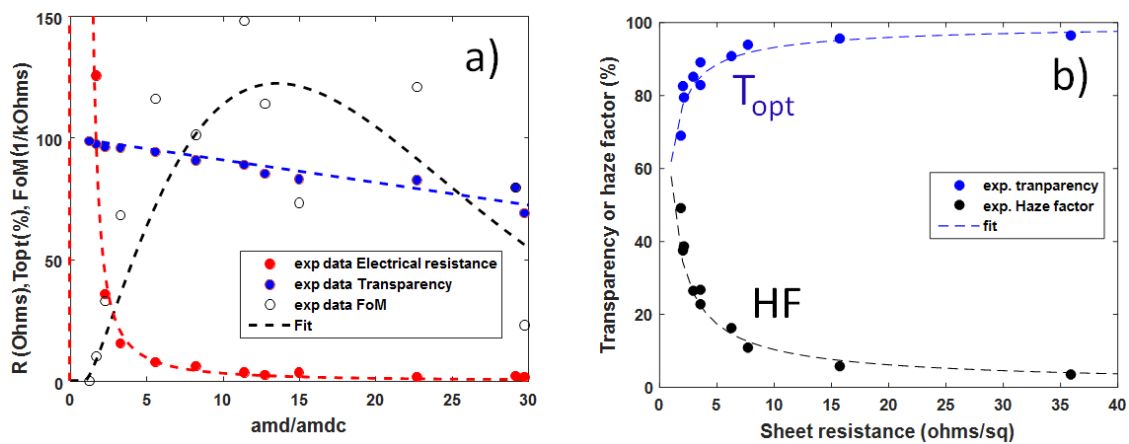 a)
R (Ohms), Topt(%), FoM(1/kOhms)
150
100
50
0
exp data Electrical resistance
exp data Transparency
exp data FoM
Fit
0 5 10 15 20 25 30
amd/amdc
b)
Transparency or haze factor (%)
100
80
60
40
20
0
Topt
exp. tranparency
exp. Haze factor
fit
HF
0 5 10 15 20 25 30 35 40
Sheet resistance (ohms/sq)